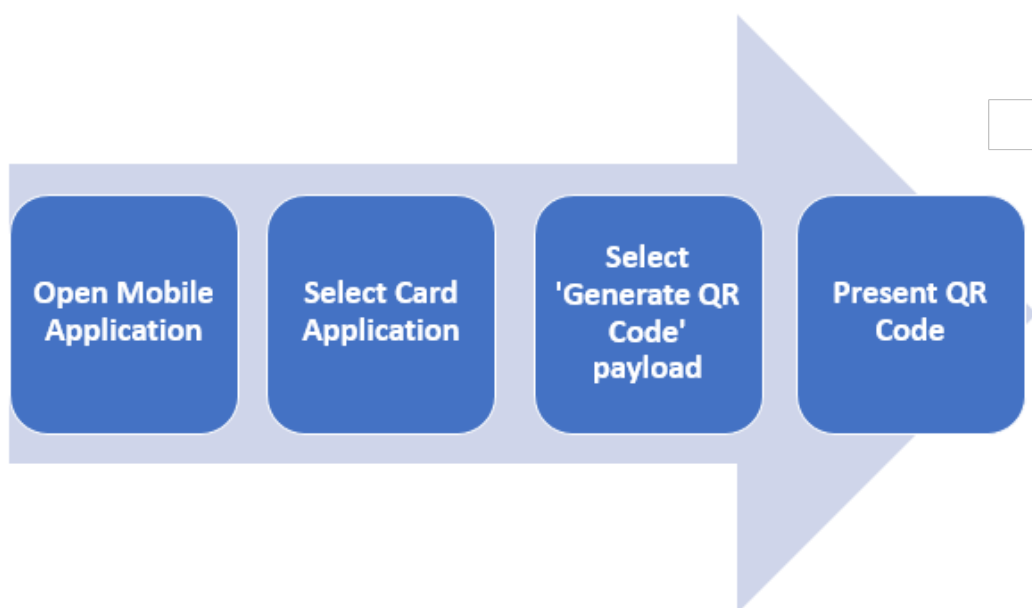 Open Mobile
Application
Select Card
Application
Select
'Generate QR
Code'
payload
Present QR
Code